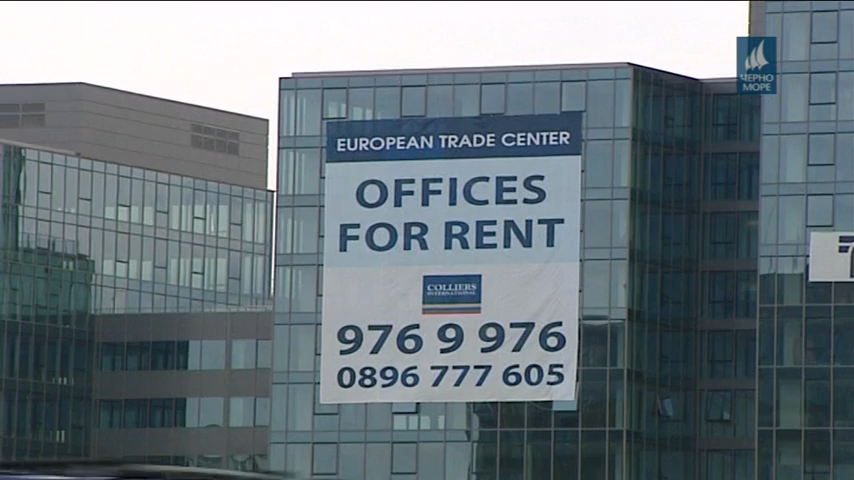 ЧЕРНО
МОРЕ
EUROPEAN TRADE CENTER
OFFICES
FOR RENT
COLLIERS
INTERNATIONAL
976 9 976
0896 777 605